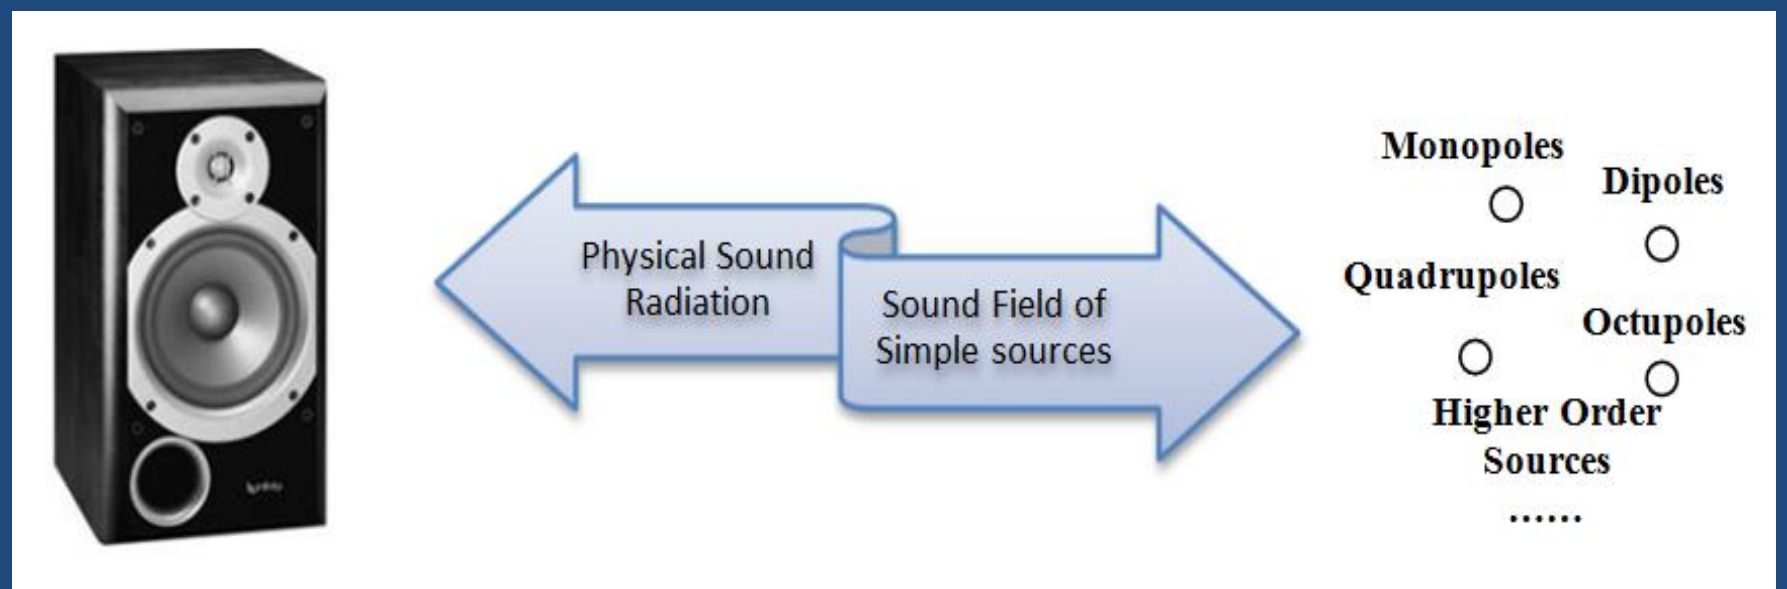 Physical Sound
Radiation
Sound Field of
Simple sources
Monopoles
Dipoles
Quadrupoles
Octupoles
Higher Order
Sources
......